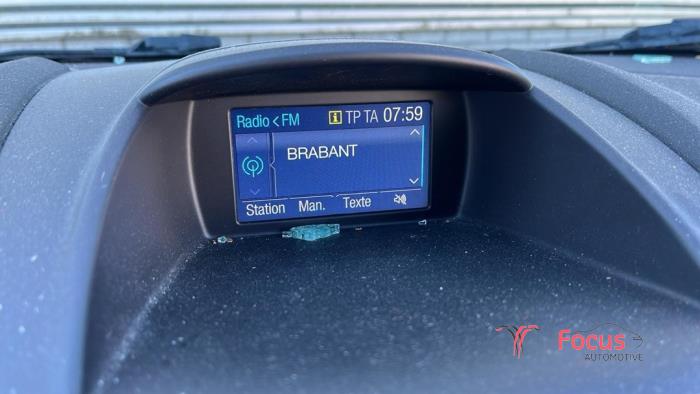 Radio < FM i TP TA 07:59
BRABANT
Station Man. Texte
Focus
AUTOMOTIVE